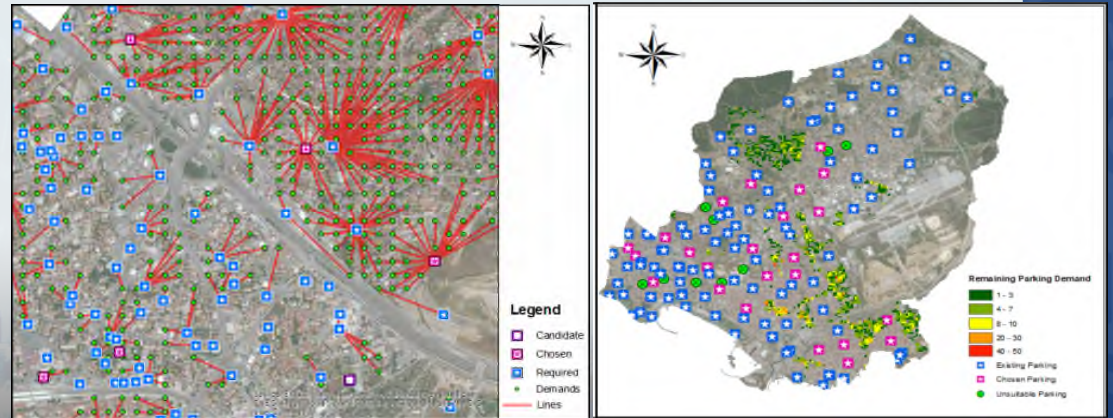 Legend
Candidate
Chosen
Required
Demands
Lines
Remaining Parking Demand
1 - 3
4 - 7
8 - 10
20 - 30
40 - 50
Existing Parking
Chosen Parking
Unsuitable Parking